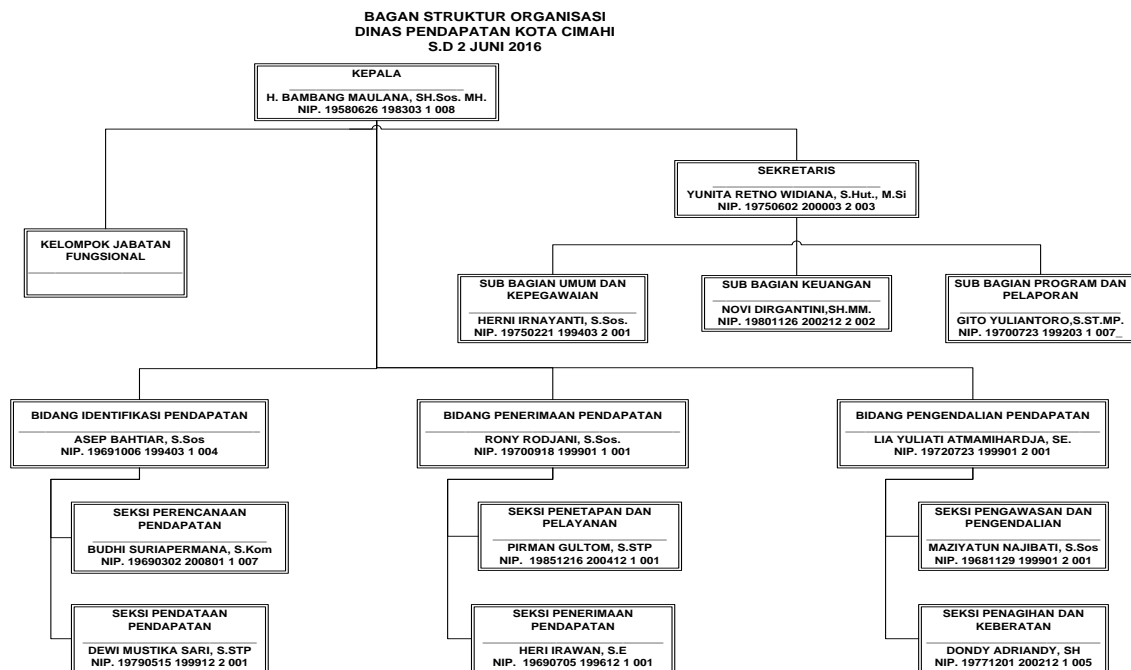 BAGAN STRUKTUR ORGANISASI
DINAS PENDAPATAN KOTA CIMAHI
S.D 2 JUNI 2016
KEPALA
H. BAMBANG MAULANA, SH.Sos. MH.
NIP. 19580626 198303 1 008
SEKRETARIS
YUNITA RETNO WIDIANA, S.Hut., M.Si
NIP. 19750602 200003 2 003
KELOMPOK JABATAN
FUNGSIONAL
SUB BAGIAN UMUM DAN
KEPEGAWAIAN
HERNI IRNAYANTI, S.Sos.
NIP. 19750221 199403 2 001
SUB BAGIAN KEUANGAN
NOVI DIRGANTINI,SH.MM.
NIP. 19801126 200212 2 002
SUB BAGIAN PROGRAM DAN
PELAPORAN
GITO YULIANTORO,S.ST.MP.
NIP. 19700723 199203 1 007_
BIDANG IDENTIFIKASI PENDAPATAN
ASEP BAHTIAR, S.Sos
NIP. 19691006 199403 1 004
BIDANG PENERIMAAN PENDAPATAN
RONY RODJANI, S.Sos.
NIP. 19700918 199901 1 001
BIDANG PENGENDALIAN PENDAPATAN
LIA YULIATI ATMAMIHARDJA, SE.
NIP. 19720723 199901 2 001
SEKSI PERENCANAAN
PENDAPATAN
BUDHI SURIAPERMANA, S.Kom
NIP. 19690302 200801 1 007
SEKSI PENETAPAN DAN
PELAYANAN
PIRMAN GULTOM, S.STP
NIP. 19851216 200412 1 001
SEKSI PENGAWASAN DAN
PENGENDALIAN
MAZIYATUN NAJIBATI, S.Sos
NIP. 19681129 199901 2 001
SEKSI PENDATAAN
PENDAPATAN
DEWI MUSTIKA SARI, S.STP
NIP. 19790515 199912 2 001
SEKSI PENERIMAAN
PENDAPATAN
HERI IRAWAN, S.E
NIP. 19690705 199612 1 001
SEKSI PENAGIHAN DAN
KEBERATAN
DONDY ADRIANDY, SH
NIP. 19771201 200212 1 005